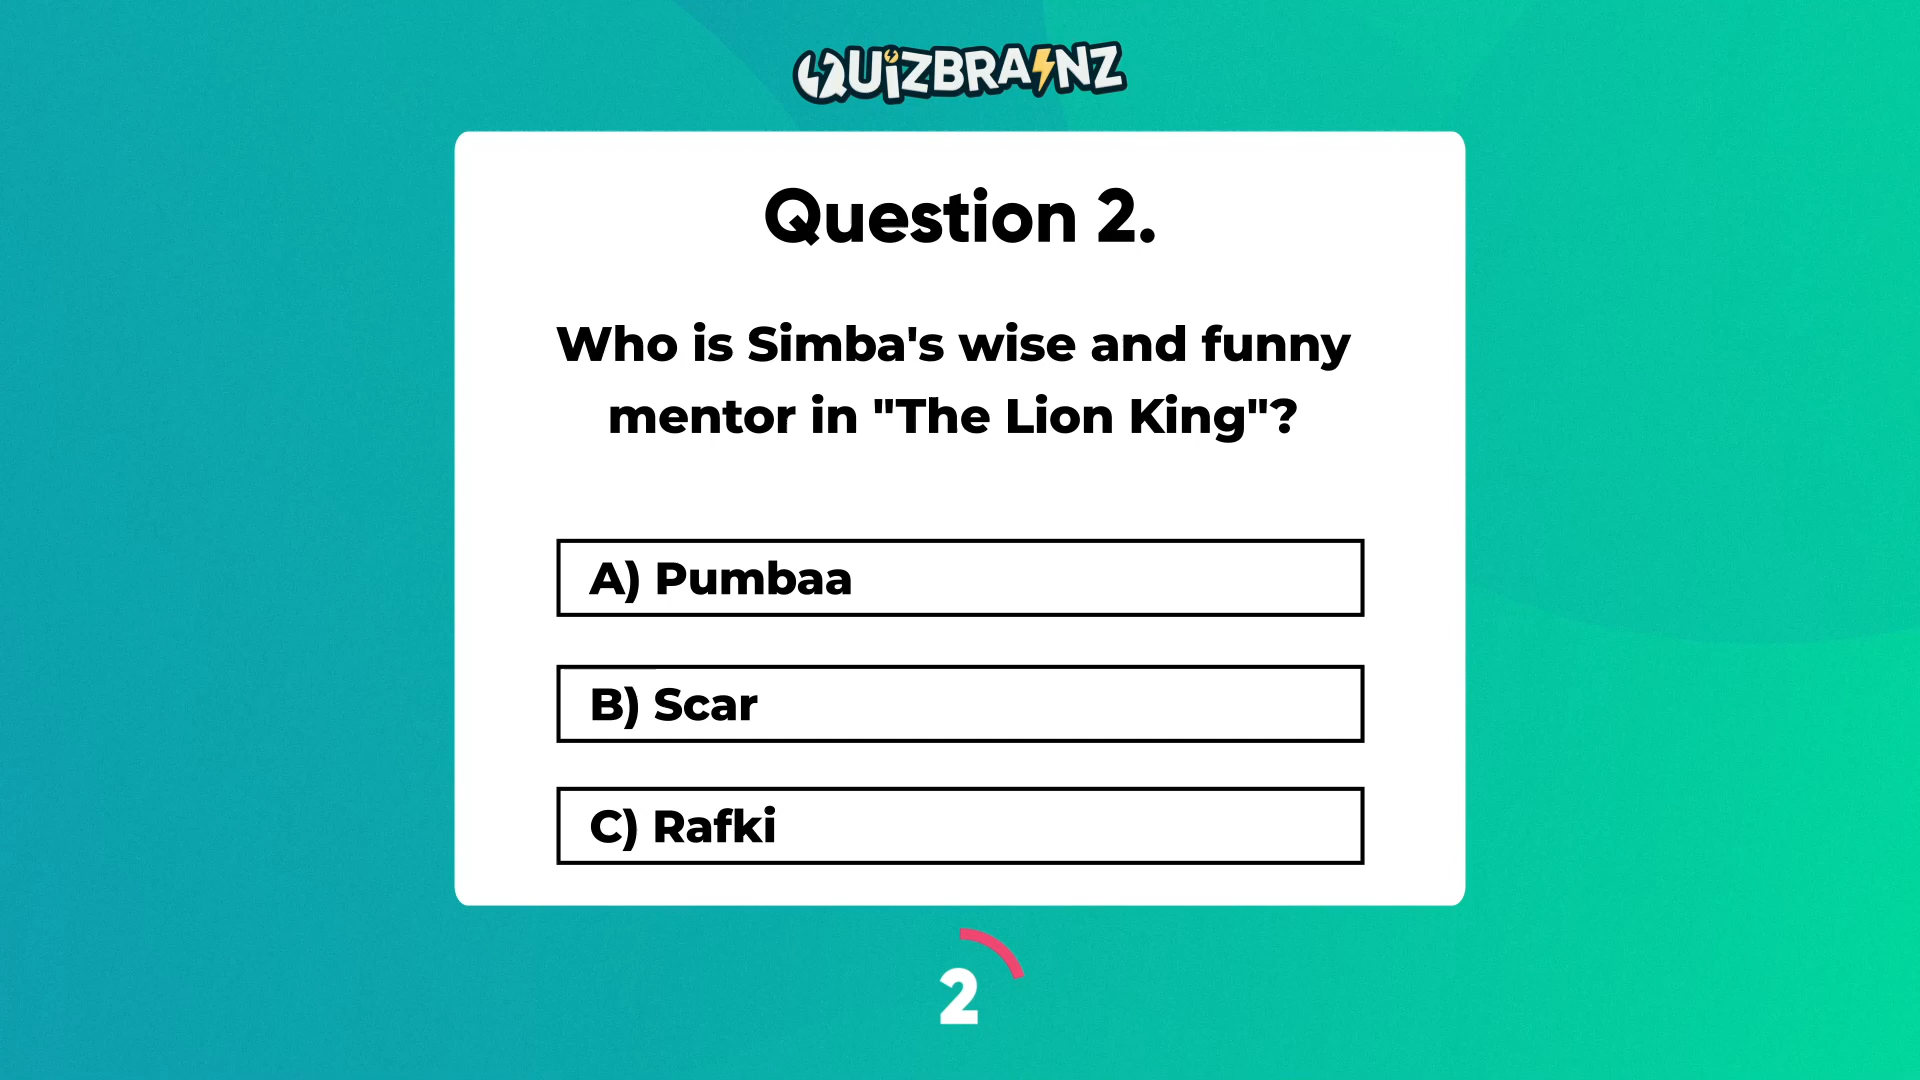 QUiZBRAINZ
Question 2.
Who is Simba's wise and funny
mentor in "The Lion King"?
A) Pumbaa
B) Scar
C) Rafki
2